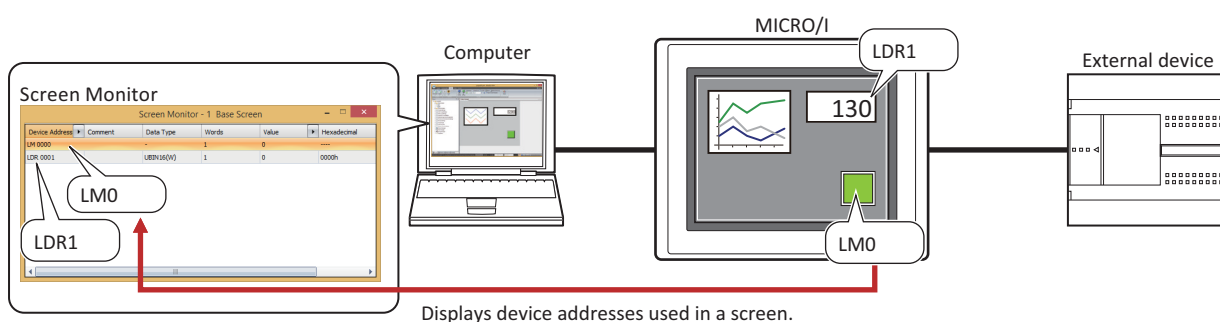 MICRO/I
Computer
LDR1
External device
Screen Monitor
Screen Monitor - 1 Base Screen
Device Address Comment Data Type Words Value Hexadecimal
LM 0000 - 1 0 ----
LDR 0001 UBIN16(W) 1 0 0000h
130
LM0
LDR1
LM0
Displays device addresses used in a screen.